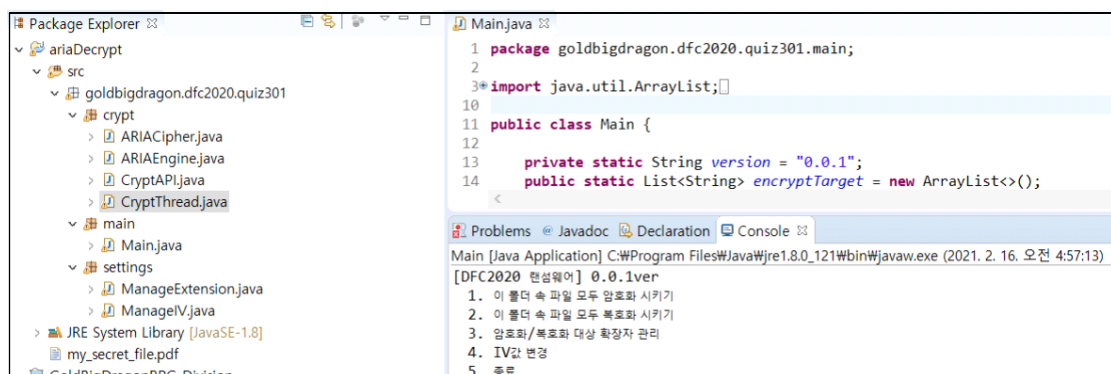 Package Explorer
ariaDecrypt
src
goldbigdragon.dfc2020.quiz301
crypt
ARIACipher.java
ARIAEngine.java
CryptAPI.java
CryptThread.java
main
Main.java
settings
ManageExtension.java
ManageIV.java
JRE System Library [JavaSE-1.8]
my_secret_file.pdf
Main.java
1 package goldbigdragon.dfc2020.quiz301.main;
2
3 import java.util.ArrayList;
10
11 public class Main {
12
13 private static String version = "0.0.1";
14 public static List<String> encryptTarget = new ArrayList<>();
Problems @ Javadoc Declaration Console
Main [Java Application] C:₩Program Files₩Java₩jre1.8.0_121₩bin₩javaw.exe (2021. 2. 16. 오전 4:57:13)
[DFC2020 랜섬웨어] 0.0.1ver
1. 이 폴더 속 파일 모두 암호화 시키기
2. 이 폴더 속 파일 모두 복호화 시키기
3. 암호화/복호화 대상 확장자 관리
4. IV값 변경
5. 종료